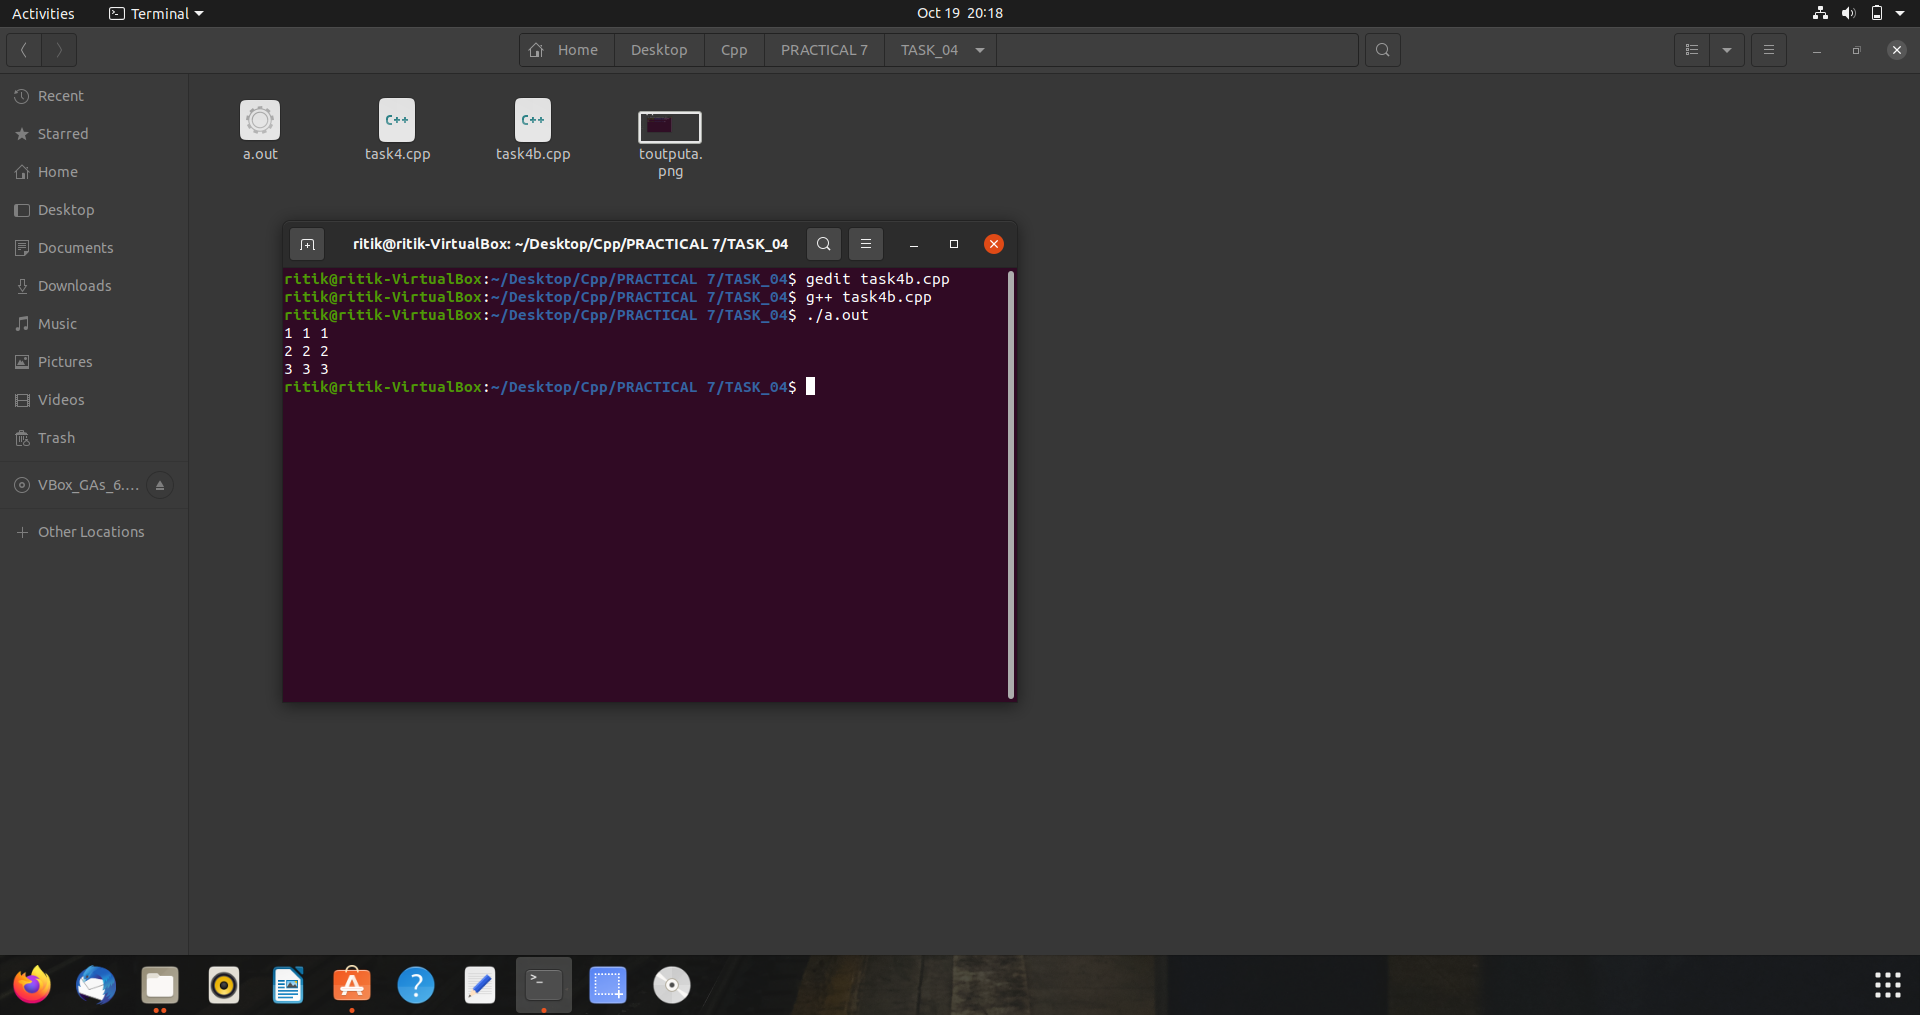 Activities
Terminal
Oct 19 20:18
Home
Desktop
Cpp
PRACTICAL 7
TASK_04
Recent
Starred
Home
Desktop
Documents
Downloads
Music
Pictures
Videos
Trash
VBox_GAs_6....
Other Locations
a.out
C++
task4.cpp
C++
task4b.cpp
toutputa.
png
ritik@ritik-VirtualBox: ~/Desktop/Cpp/PRACTICAL 7/TASK_04
ritik@ritik-VirtualBox:~/Desktop/Cpp/PRACTICAL 7/TASK_04$ gedit task4b.cpp
ritik@ritik-VirtualBox:~/Desktop/Cpp/PRACTICAL 7/TASK_04$ g++ task4b.cpp
ritik@ritik-VirtualBox:~/Desktop/Cpp/PRACTICAL 7/TASK_04$ ./a.out
1 1 1
2 2 2
3 3 3
ritik@ritik-VirtualBox:~/Desktop/Cpp/PRACTICAL 7/TASK_04$